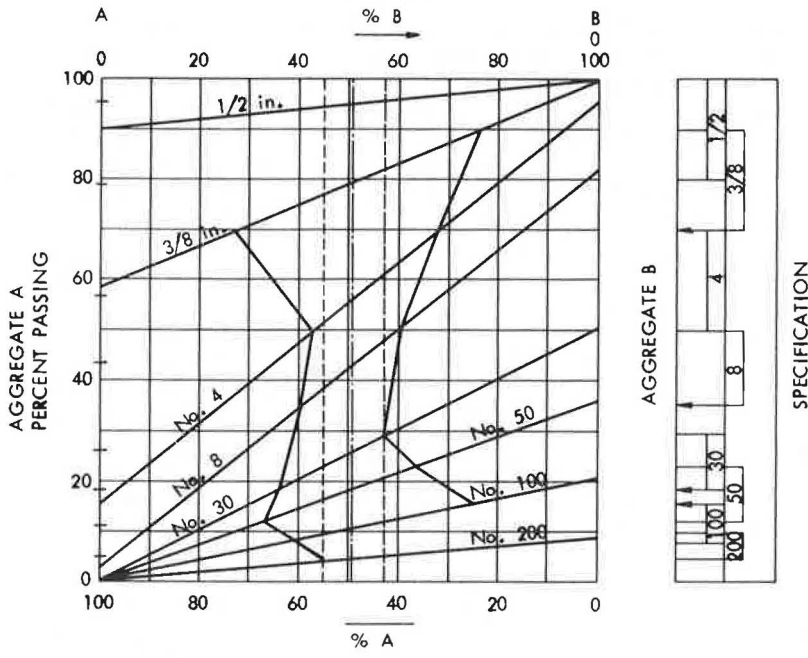 A % B B
0
0 20 40 60 80 100
100
80
60
40
20
0
1/2 in.
3/8 in.
No. 4
No. 8
No. 30
No. 50
No. 100
No. 200
100 80 60 40 20 0
% A
AGGREGATE A
PERCENT PASSING
AGGREGATE B
1/2
3/8
4
8
30
50
100
200
SPECIFICATION